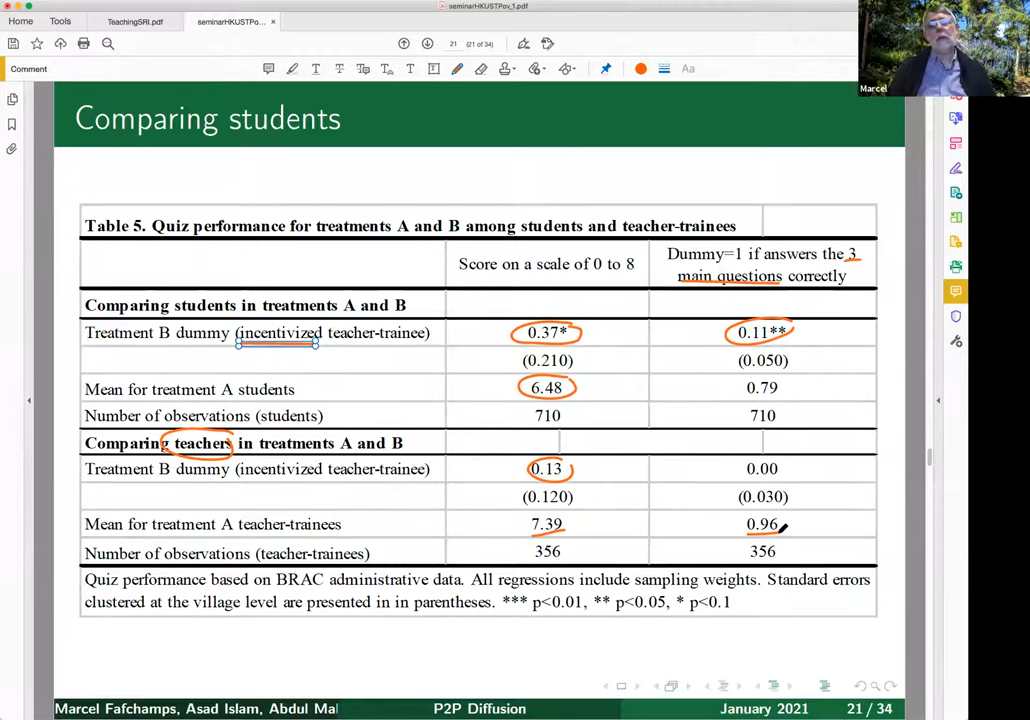 seminarHKUSTPov_1.pdf
Home
Tools
TeachingSRI.pdf
seminarHKUSTPo...
×
21
(21 of 34)
Comment
Aa
Marcel
Comparing students
Table 5. Quiz performance for treatments A and B among students and teacher-trainees
Score on a scale of 0 to 8
Dummy=1 if answers the 3
main questions correctly
Comparing students in treatments A and B
Treatment B dummy (incentivized teacher-trainee) 0.37* 0.11**
(0.210) (0.050)
Mean for treatment A students 6.48 0.79
Number of observations (students) 710 710
Comparing teachers in treatments A and B
Treatment B dummy (incentivized teacher-trainee) 0.13 0.00
(0.120) (0.030)
Mean for treatment A teacher-trainees 7.39 0.96
Number of observations (teacher-trainees) 356 356
Quiz performance based on BRAC administrative data. All regressions include sampling weights. Standard errors
clustered at the village level are presented in in parentheses. *** p<0.01, ** p<0.05, * p<0.1
Marcel Fafchamps, Asad Islam, Abdul Mal P2P Diffusion January 2021 21 / 34